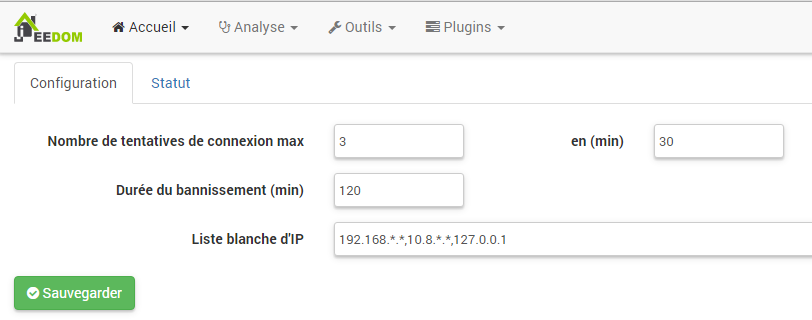 JEEDOM Accueil Analyse Outils Plugins
Configuration Statut
Nombre de tentatives de connexion max 3 en (min) 30
Durée du bannissement (min) 120
Liste blanche d'IP 192.168.*.*,10.8.*.*,127.0.0.1
Sauvegarder